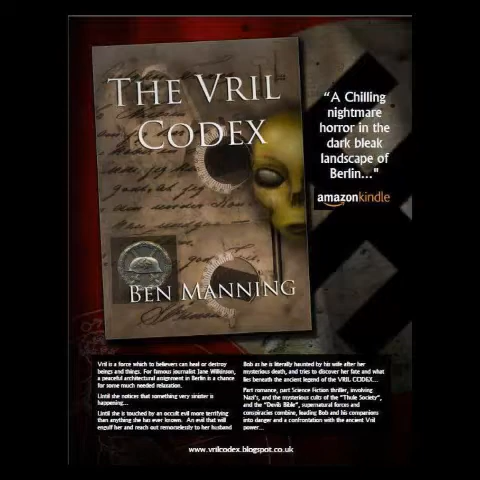 THE VRIL
CODEX
BEN MANNING
“A Chilling
nightmare
horror in the
dark bleak
landscape of
Berlin..."
amazonkindle
Vril is a force which to believers can heal or destroy
beings and things. For famous journalist Jane Wilkinson,
a peaceful architectural assignment in Berlin is a chance
for some much needed relaxation.
Until she notices that something very sinister is
happening...
Until she is touched by an occult evil more terrifying
than anything she has ever known. An evil that will
engulf her and reach out remorselessly to her husband
Bob as he is literally haunted by his wife after her
mysterious death, and tries to discover her fate and what
lies beneath the ancient legend of the VRIL CODEX...
Part romance, part Science Fiction thriller, involving
Nazi's, and the mysterious cults of the "Thule Society",
and the "Devils Bible", supernatural forces and
conspiracies combine, leading Bob and his companions
into danger and a confrontation with the ancient Vril
power...
www.vrilcodex.blogspot.co.uk